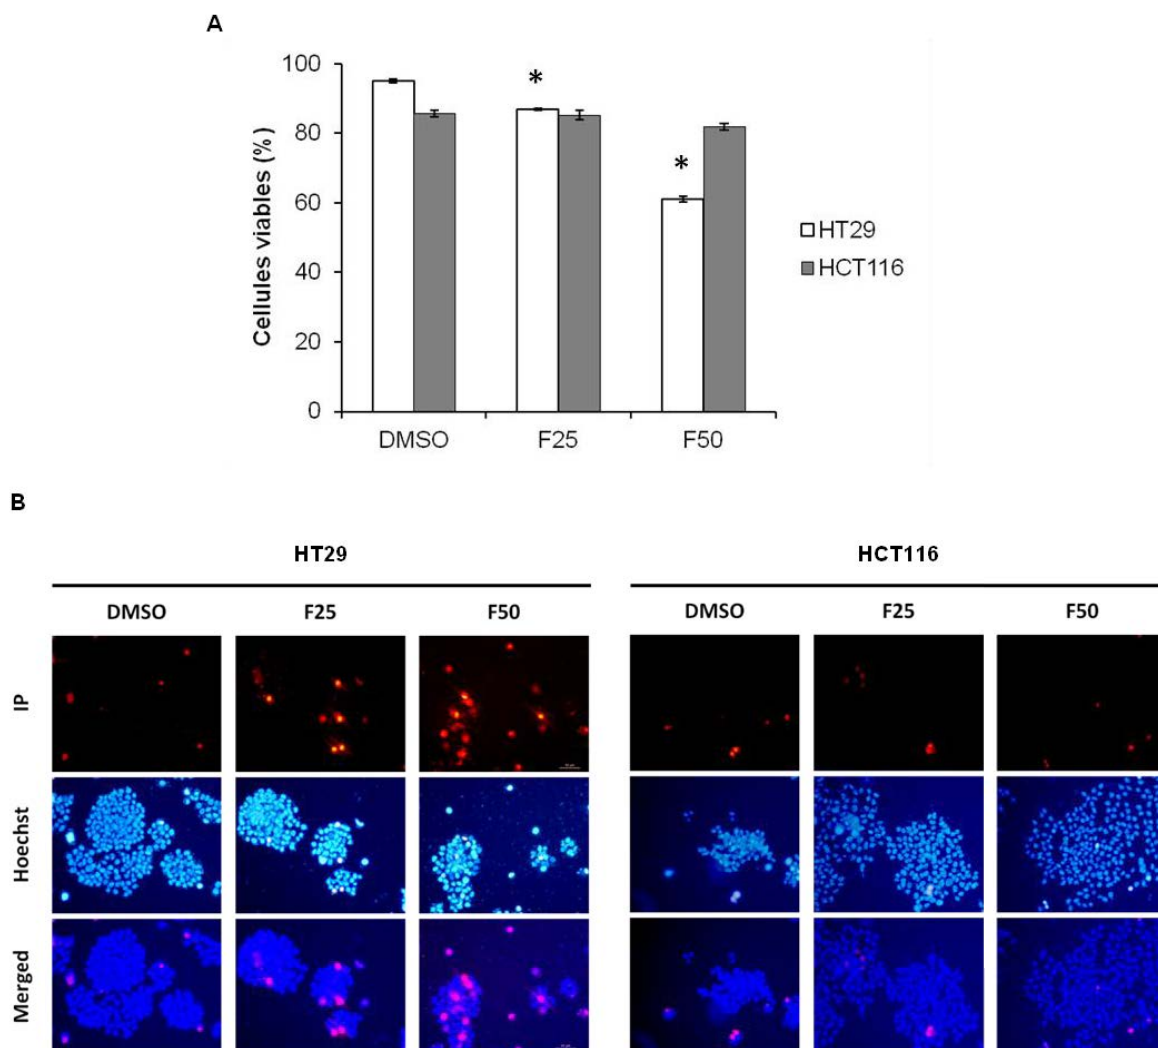 A
100
80
60
40
20
0
Cellules viables (%)
*
*
DMSO F25 F50
HT29
HCT116
B
HT29 HCT116
DMSO F25 F50 DMSO F25 F50
IP
Hoechst
Merged